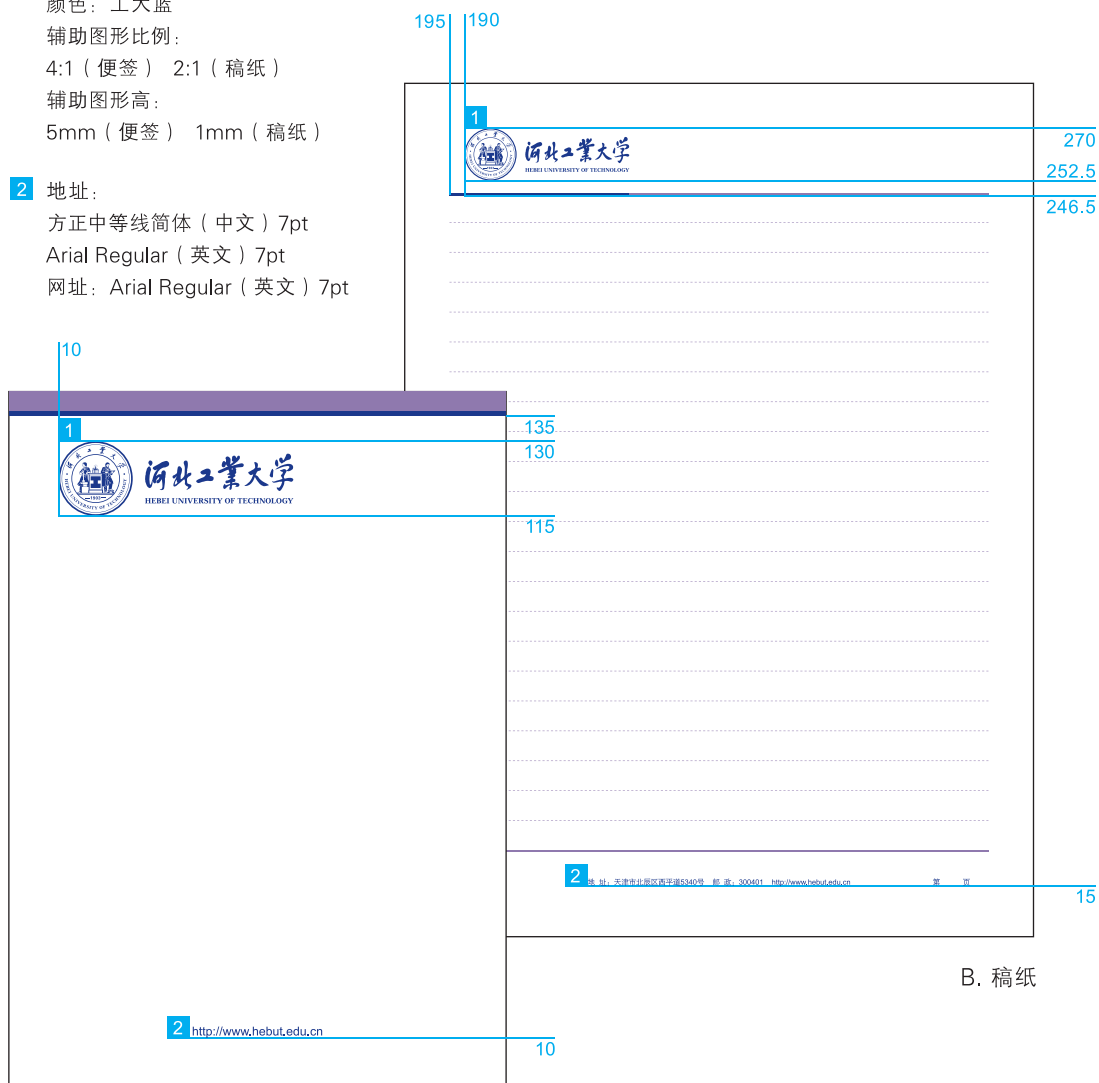 颜色：工大蓝
辅助图形比例：
4:1（便签） 2:1（稿纸）
辅助图形高：
5mm（便签） 1mm（稿纸）
2 地址：
方正中等线简体（中文）7pt
Arial Regular（英文）7pt
网址：Arial Regular（英文）7pt
195 190
1
270
河北工業大学
HEBEI UNIVERSITY OF TECHNOLOGY
252.5
246.5
10
135
1
130
河北工業大学
HEBEI UNIVERSITY OF TECHNOLOGY
1903
115
2 地 址：天津市北辰区西平道5340号 邮 政：300401 http://www.hebut.edu.cn 第 页
15
B. 稿纸
2 http://www.hebut.edu.cn
10